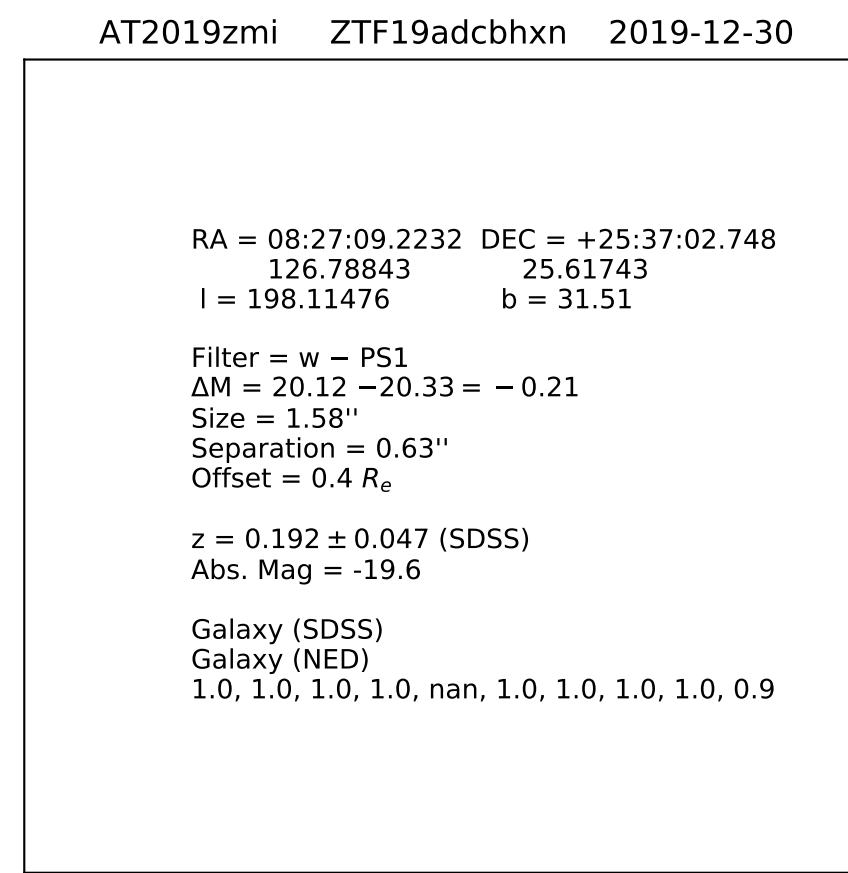 AT2019zmi ZTF19adcbhxn 2019-12-30
RA = 08:27:09.2232 DEC = +25:37:02.748
126.78843 25.61743
l = 198.11476 b = 31.51
Filter = w − PS1
ΔM = 20.12 −20.33 = − 0.21
Size = 1.58''
Separation = 0.63''
Offset = 0.4 Rₑ
z = 0.192 ± 0.047 (SDSS)
Abs. Mag = -19.6
Galaxy (SDSS)
Galaxy (NED)
1.0, 1.0, 1.0, 1.0, nan, 1.0, 1.0, 1.0, 1.0, 0.9